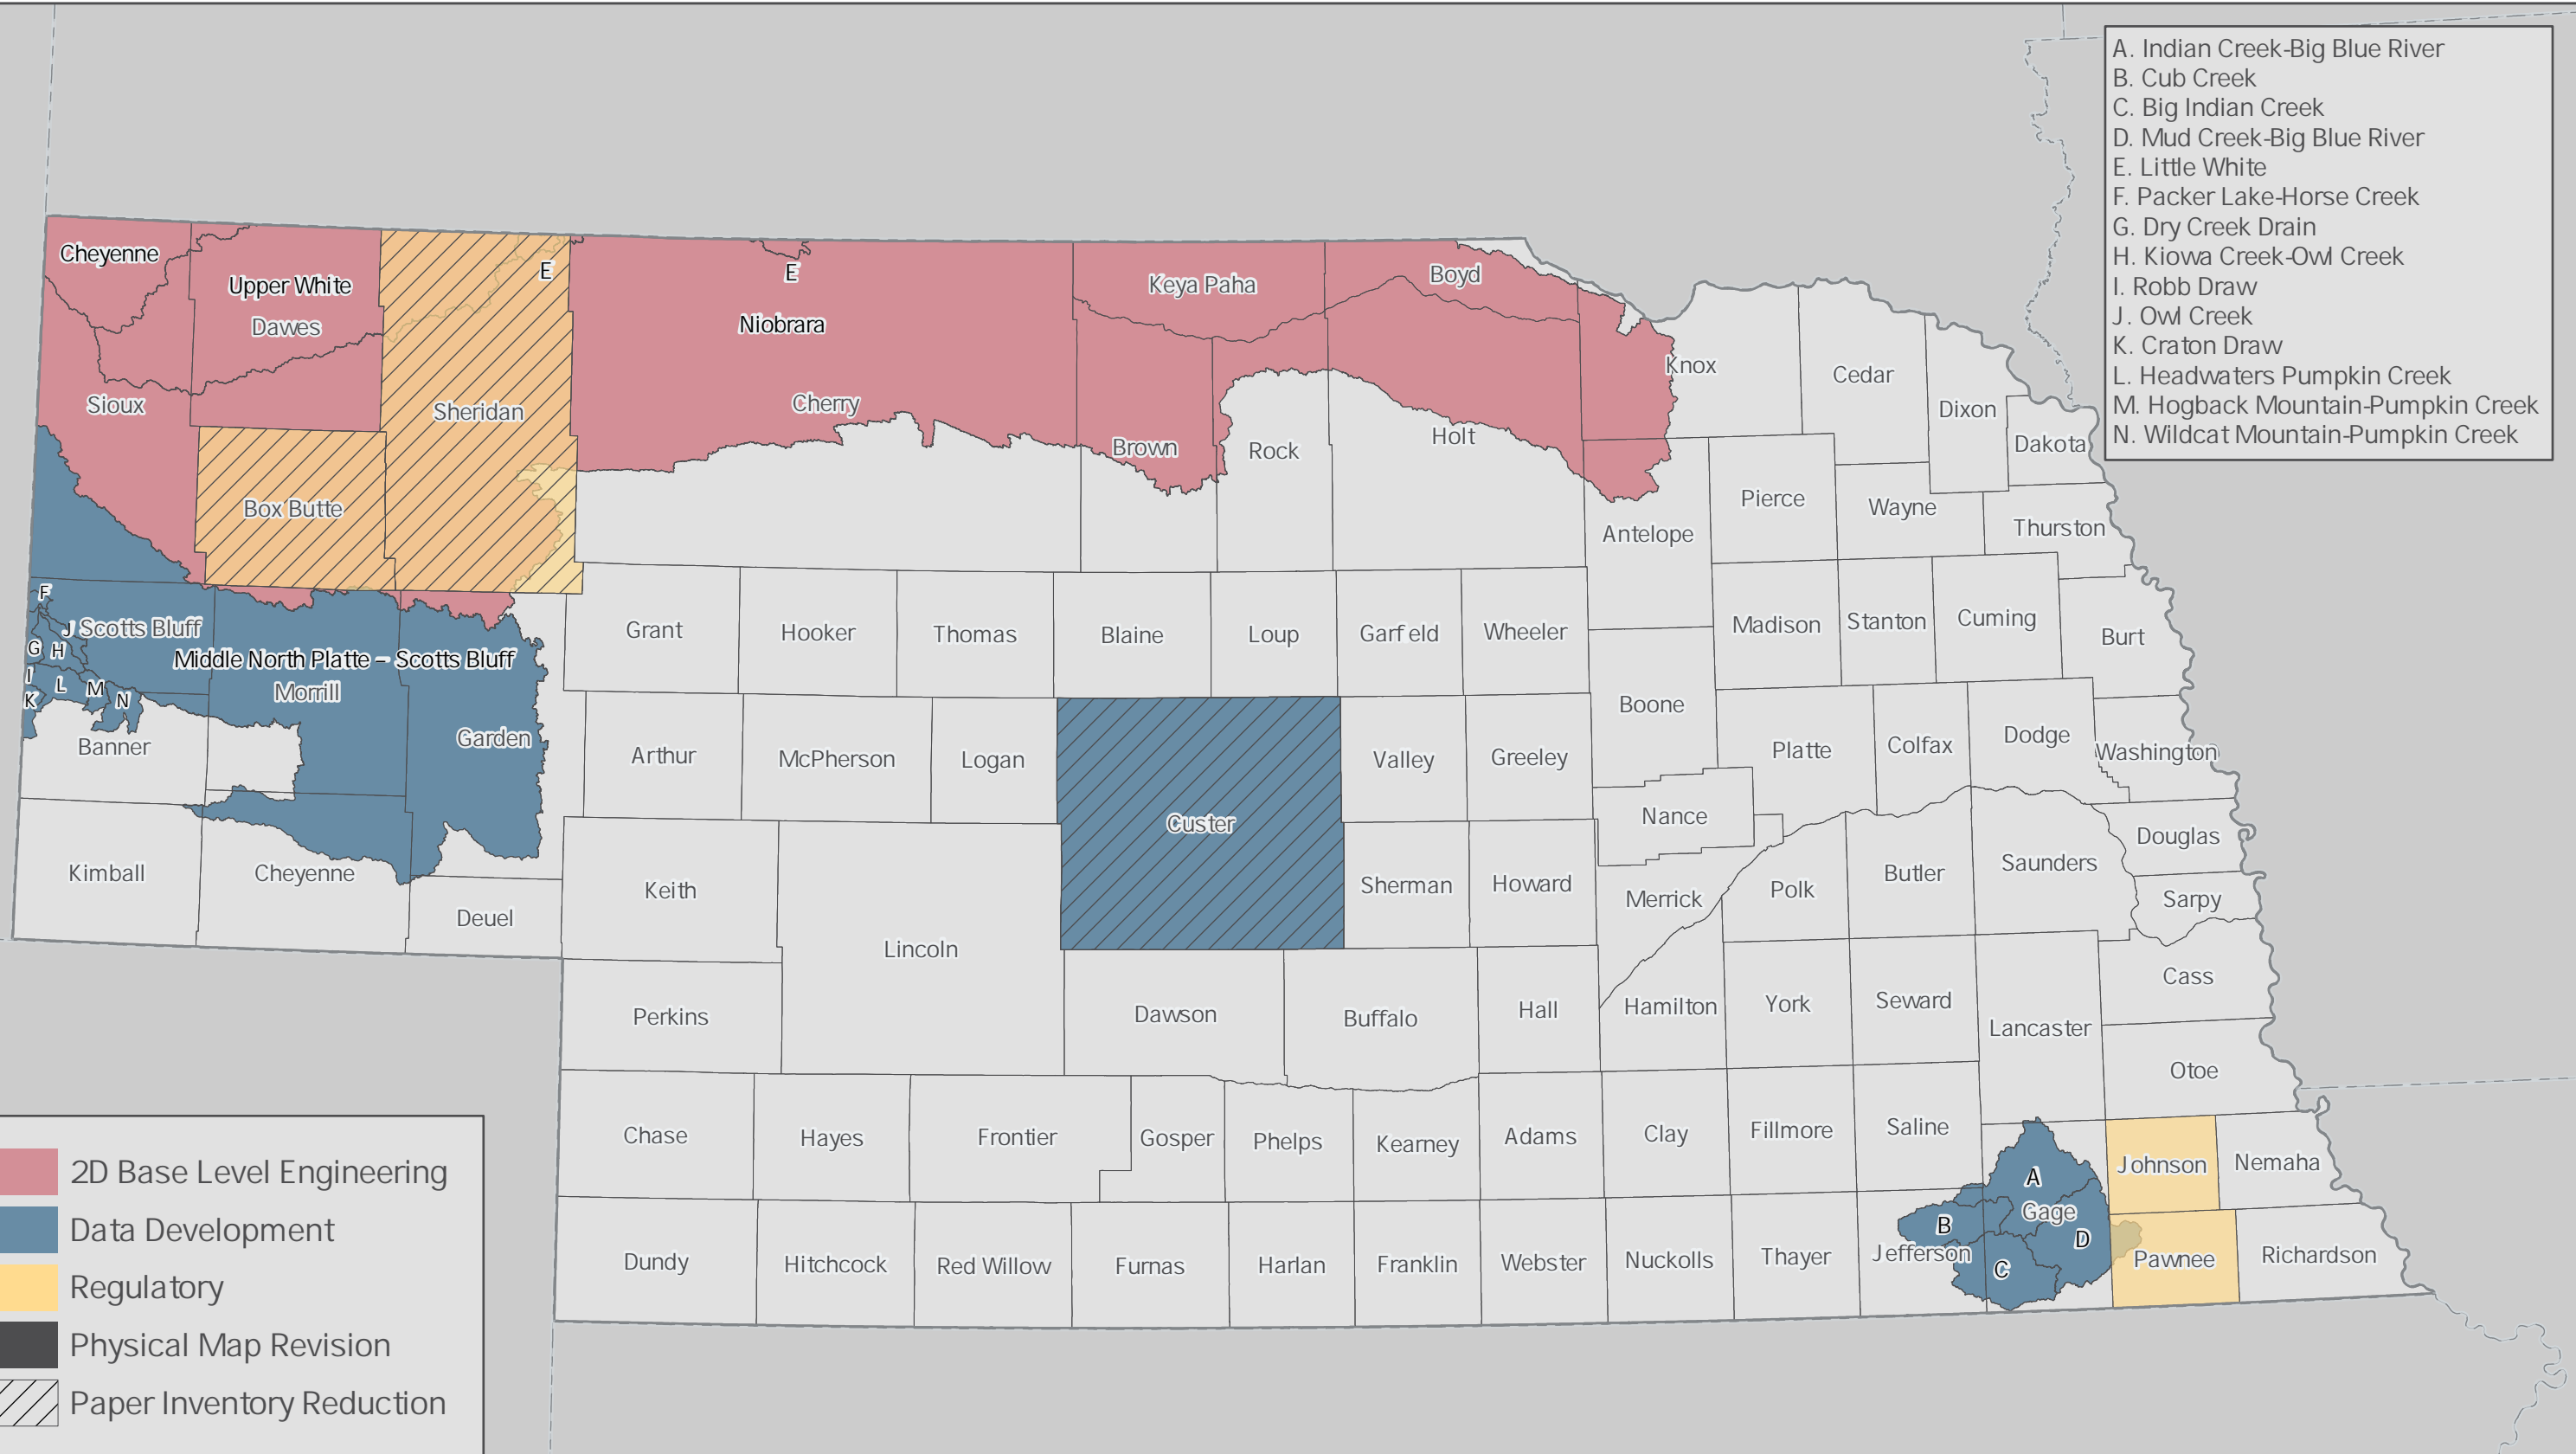 A. Indian Creek-Big Blue River
B. Cub Creek
C. Big Indian Creek
D. Mud Creek-Big Blue River
E. Little White
F. Packer Lake-Horse Creek
G. Dry Creek Drain
H. Kiowa Creek-Owl Creek
I. Robb Draw
J. Owl Creek
K. Craton Draw
L. Headwaters Pumpkin Creek
M. Hogback Mountain-Pumpkin Creek
N. Wildcat Mountain-Pumpkin Creek
Cheyenne
Upper White
Dawes
E
E
Niobrara
Keya Paha
Boyd
Knox
Cedar
Dixon
Dakota
Sioux
Sheridan
Cherry
Brown
Rock
Holt
Box Butte
Antelope
Pierce
Wayne
Thurston
F
J
Scotts Bluff
G
H
Middle North Platte – Scotts Bluff
Morrill
I
L
M
K
N
Banner
Garden
Grant
Hooker
Thomas
Blaine
Loup
Garfeld
Wheeler
Madison
Stanton
Cuming
Burt
Boone
Arthur
McPherson
Logan
Custer
Valley
Greeley
Platte
Colfax
Dodge
Washington
Nance
Kimball
Cheyenne
Deuel
Keith
Lincoln
Sherman
Howard
Merrick
Polk
Butler
Saunders
Douglas
Sarpy
Perkins
Dawson
Buffalo
Hall
Hamilton
York
Seward
Lancaster
Cass
Otoe
Chase
Hayes
Frontier
Gosper
Phelps
Kearney
Adams
Clay
Fillmore
Saline
A
Gage
Johnson
Nemaha
Dundy
Hitchcock
Red Willow
Furnas
Harlan
Franklin
Webster
Nuckolls
Thayer
Jefferson
B
C
D
Pawnee
Richardson
2D Base Level Engineering
Data Development
Regulatory
Physical Map Revision
Paper Inventory Reduction